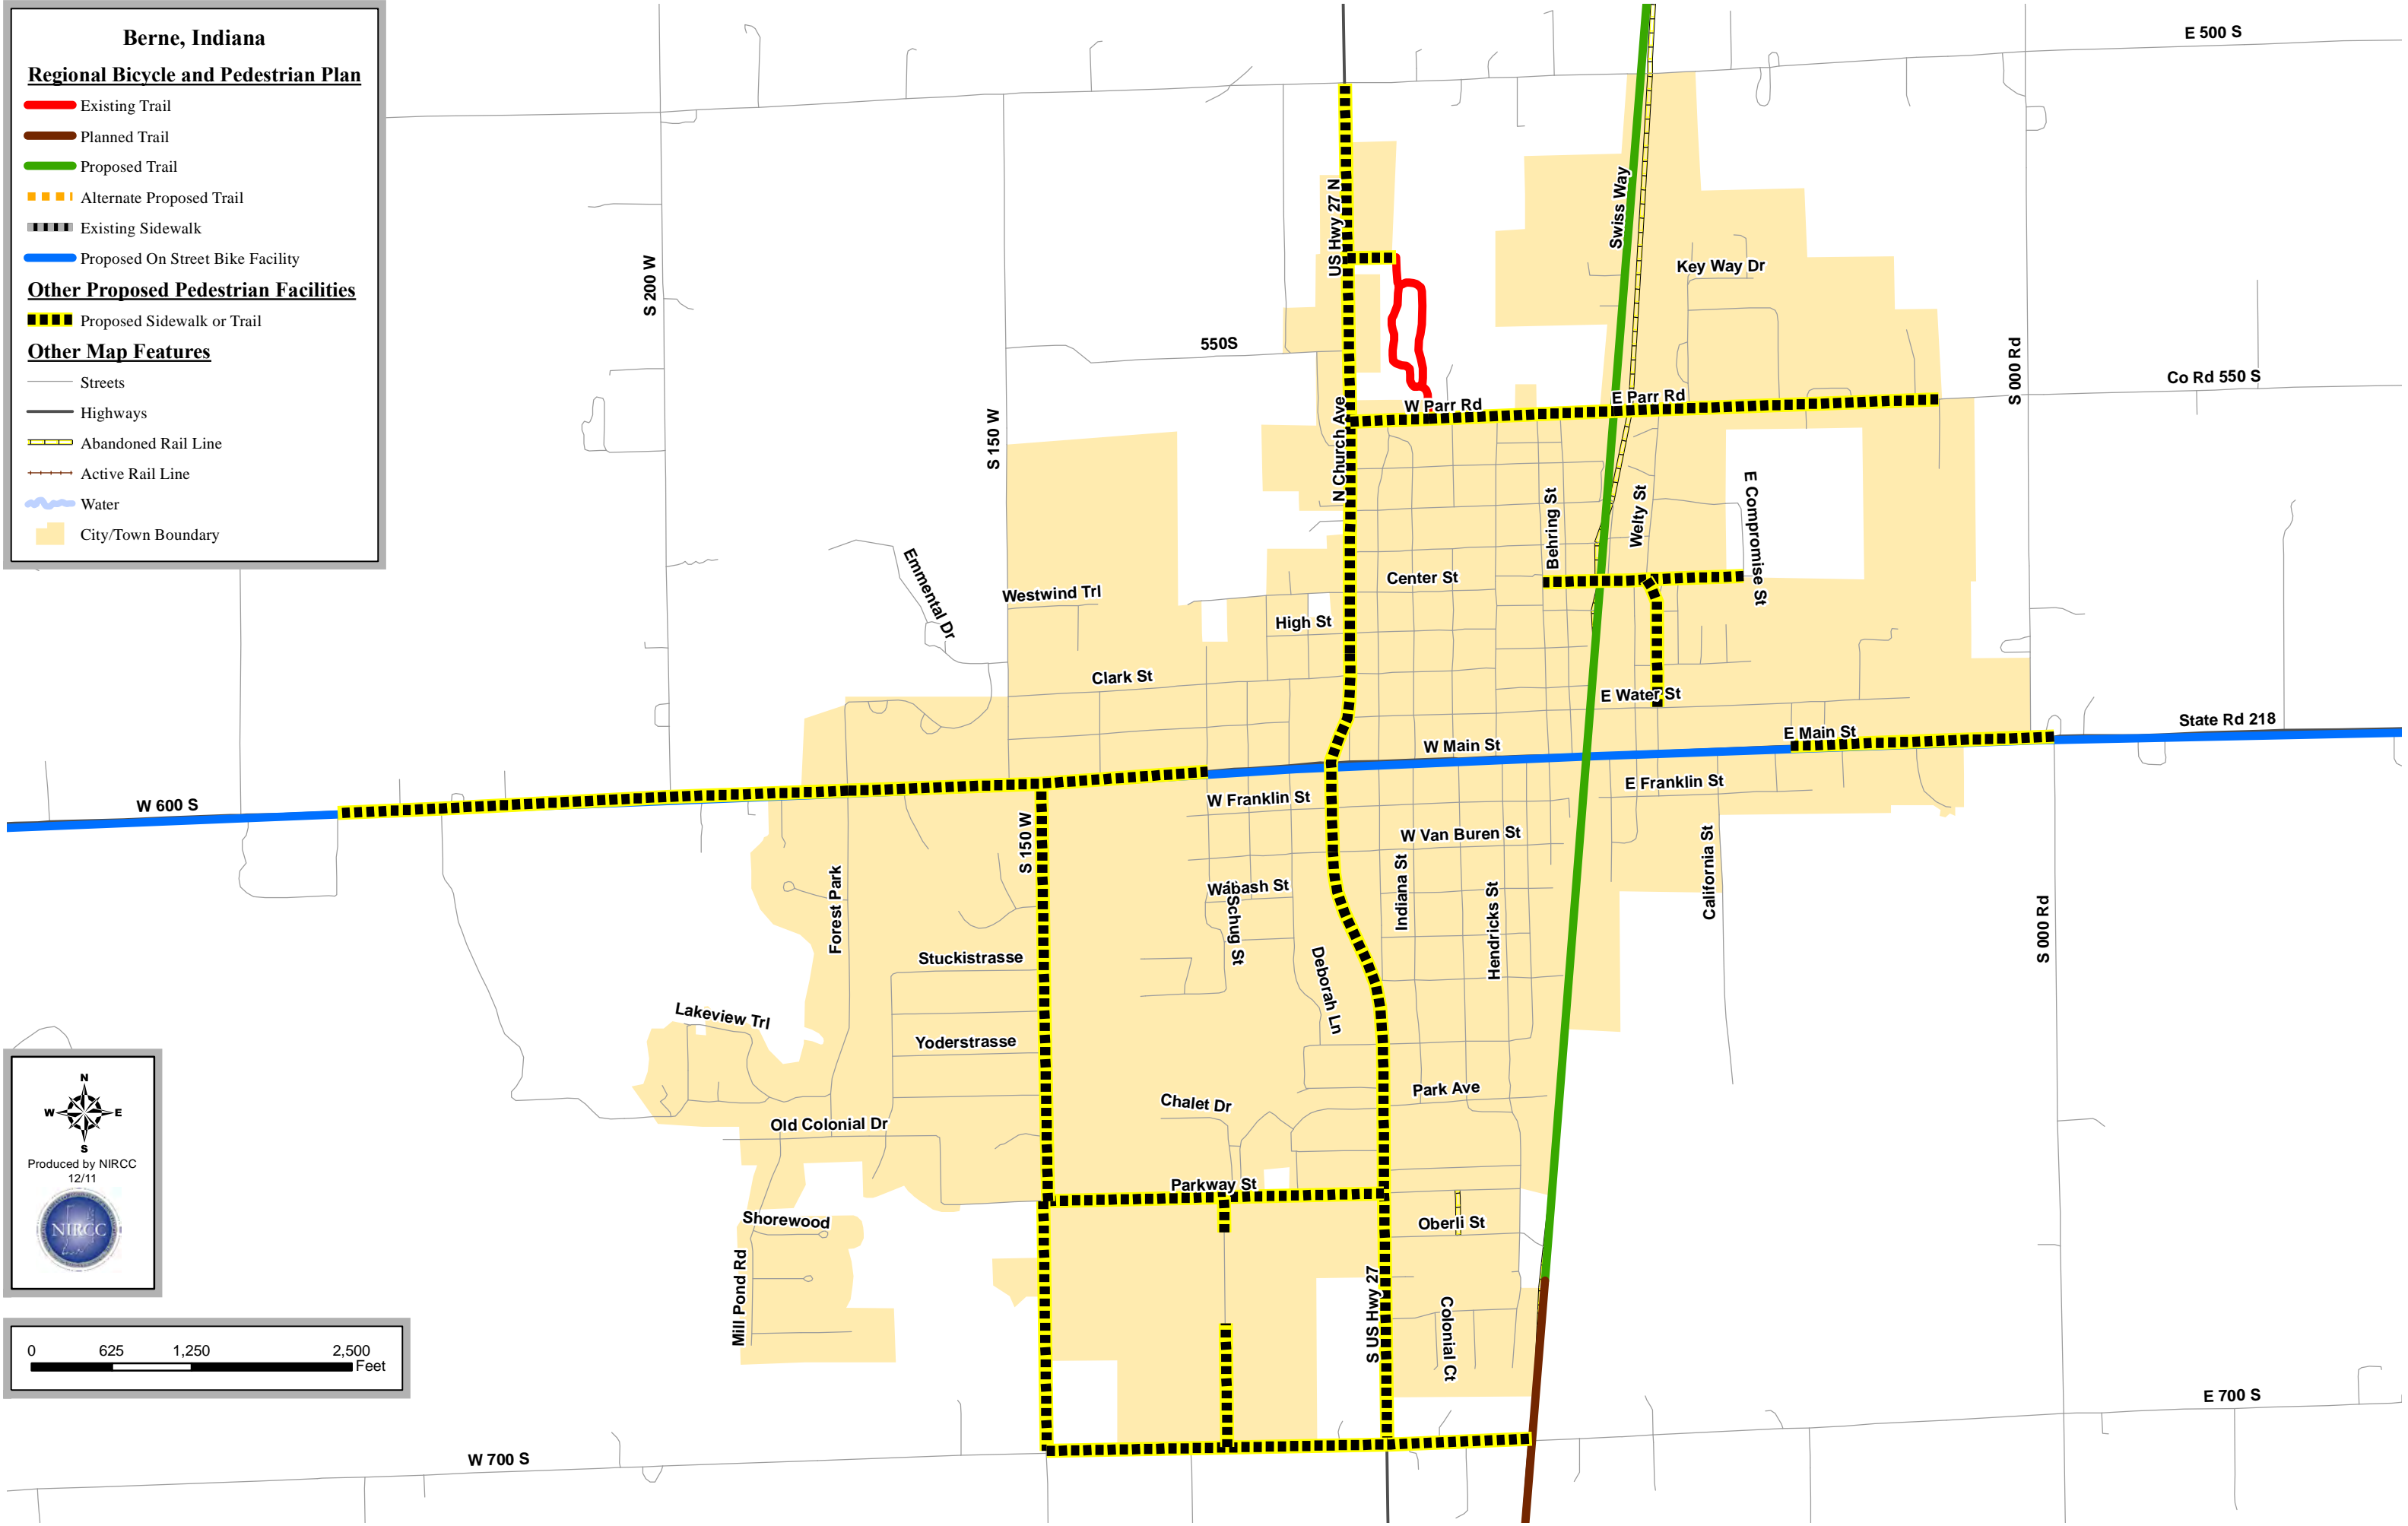 Berne, Indiana
Regional Bicycle and Pedestrian Plan
Existing Trail
Planned Trail
Proposed Trail
Alternate Proposed Trail
Existing Sidewalk
Proposed On Street Bike Facility
Other Proposed Pedestrian Facilities
Proposed Sidewalk or Trail
Other Map Features
Streets
Highways
Abandoned Rail Line
Active Rail Line
Water
City/Town Boundary
E 500 S
US Hwy 27 N
Swiss Way
Key Way Dr
S 200 W
550S
S 000 Rd
Co Rd 550 S
S 150 W
N Church Ave
W Parr Rd
E Parr Rd
Behring St
Welty St
E Compromise St
Emmental Dr
Westwind Trl
Center St
High St
Clark St
E Water St
W Main St
E Main St
State Rd 218
W 600 S
W Franklin St
E Franklin St
S 150 W
W Van Buren St
California St
Forest Park
Wabash St
Schug St
Indiana St
Hendricks St
S 000 Rd
Stuckistrasse
Deborah Ln
Lakeview Trl
Yoderstrasse
Chalet Dr
Park Ave
Old Colonial Dr
Parkway St
Shorewood
Oberli St
Mill Pond Rd
S US Hwy 27
Colonial Ct
E 700 S
W 700 S
N
W E
S
Produced by NIRCC
12/11
NIRCC
0 625 1,250 2,500
Feet